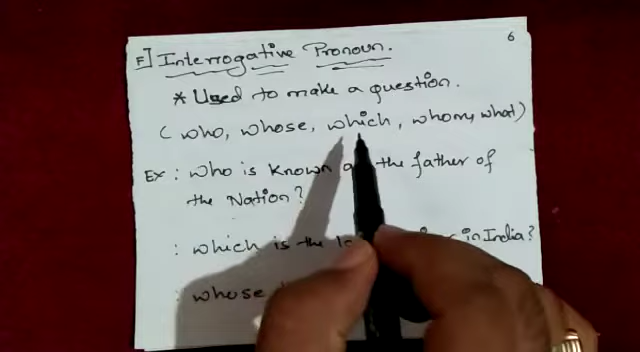 6
F] Interrogative Pronoun.
* Used to make a question.
( who, whose, which, whom, what)
Ex : who is known the father of
the Nation?
: which is the in India?
: whose